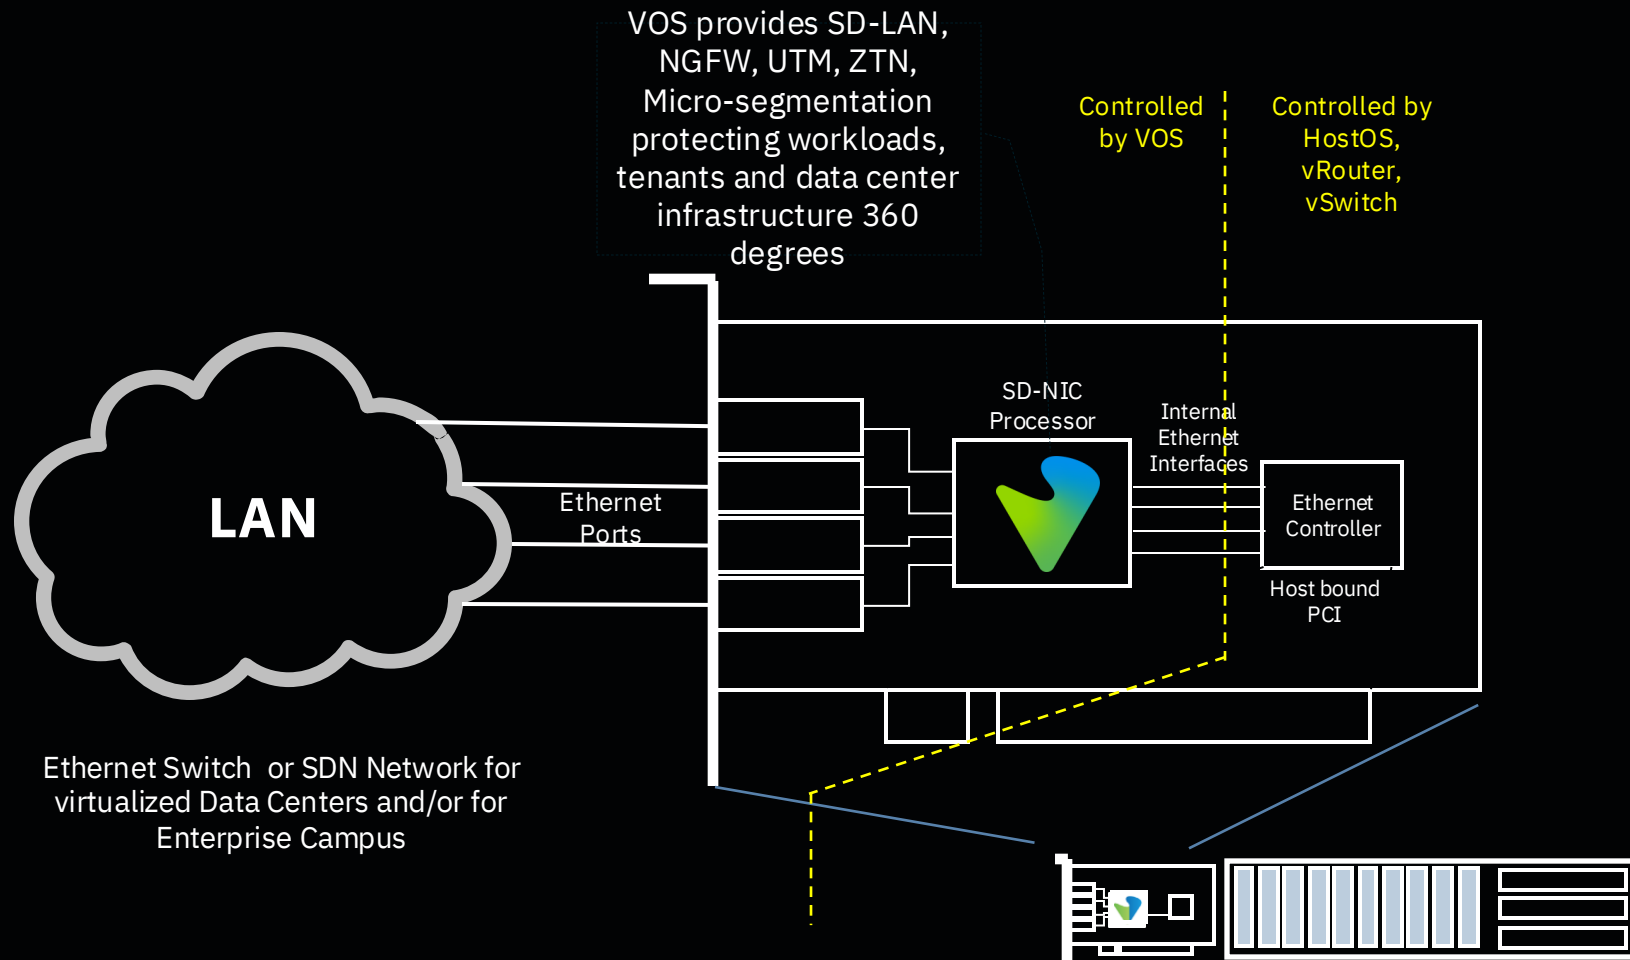 VOS provides SD-LAN,
NGFW, UTM, ZTN,
Micro-segmentation
protecting workloads,
tenants and data center
infrastructure 360
degrees
Controlled
by VOS
Controlled by
HostOS,
vRouter,
vSwitch
SD-NIC
Processor
Internal
Ethernet
Interfaces
LAN
Ethernet
Ports
Ethernet
Controller
Host bound
PCI
Ethernet Switch  or SDN Network for
virtualized Data Centers and/or for
Enterprise Campus